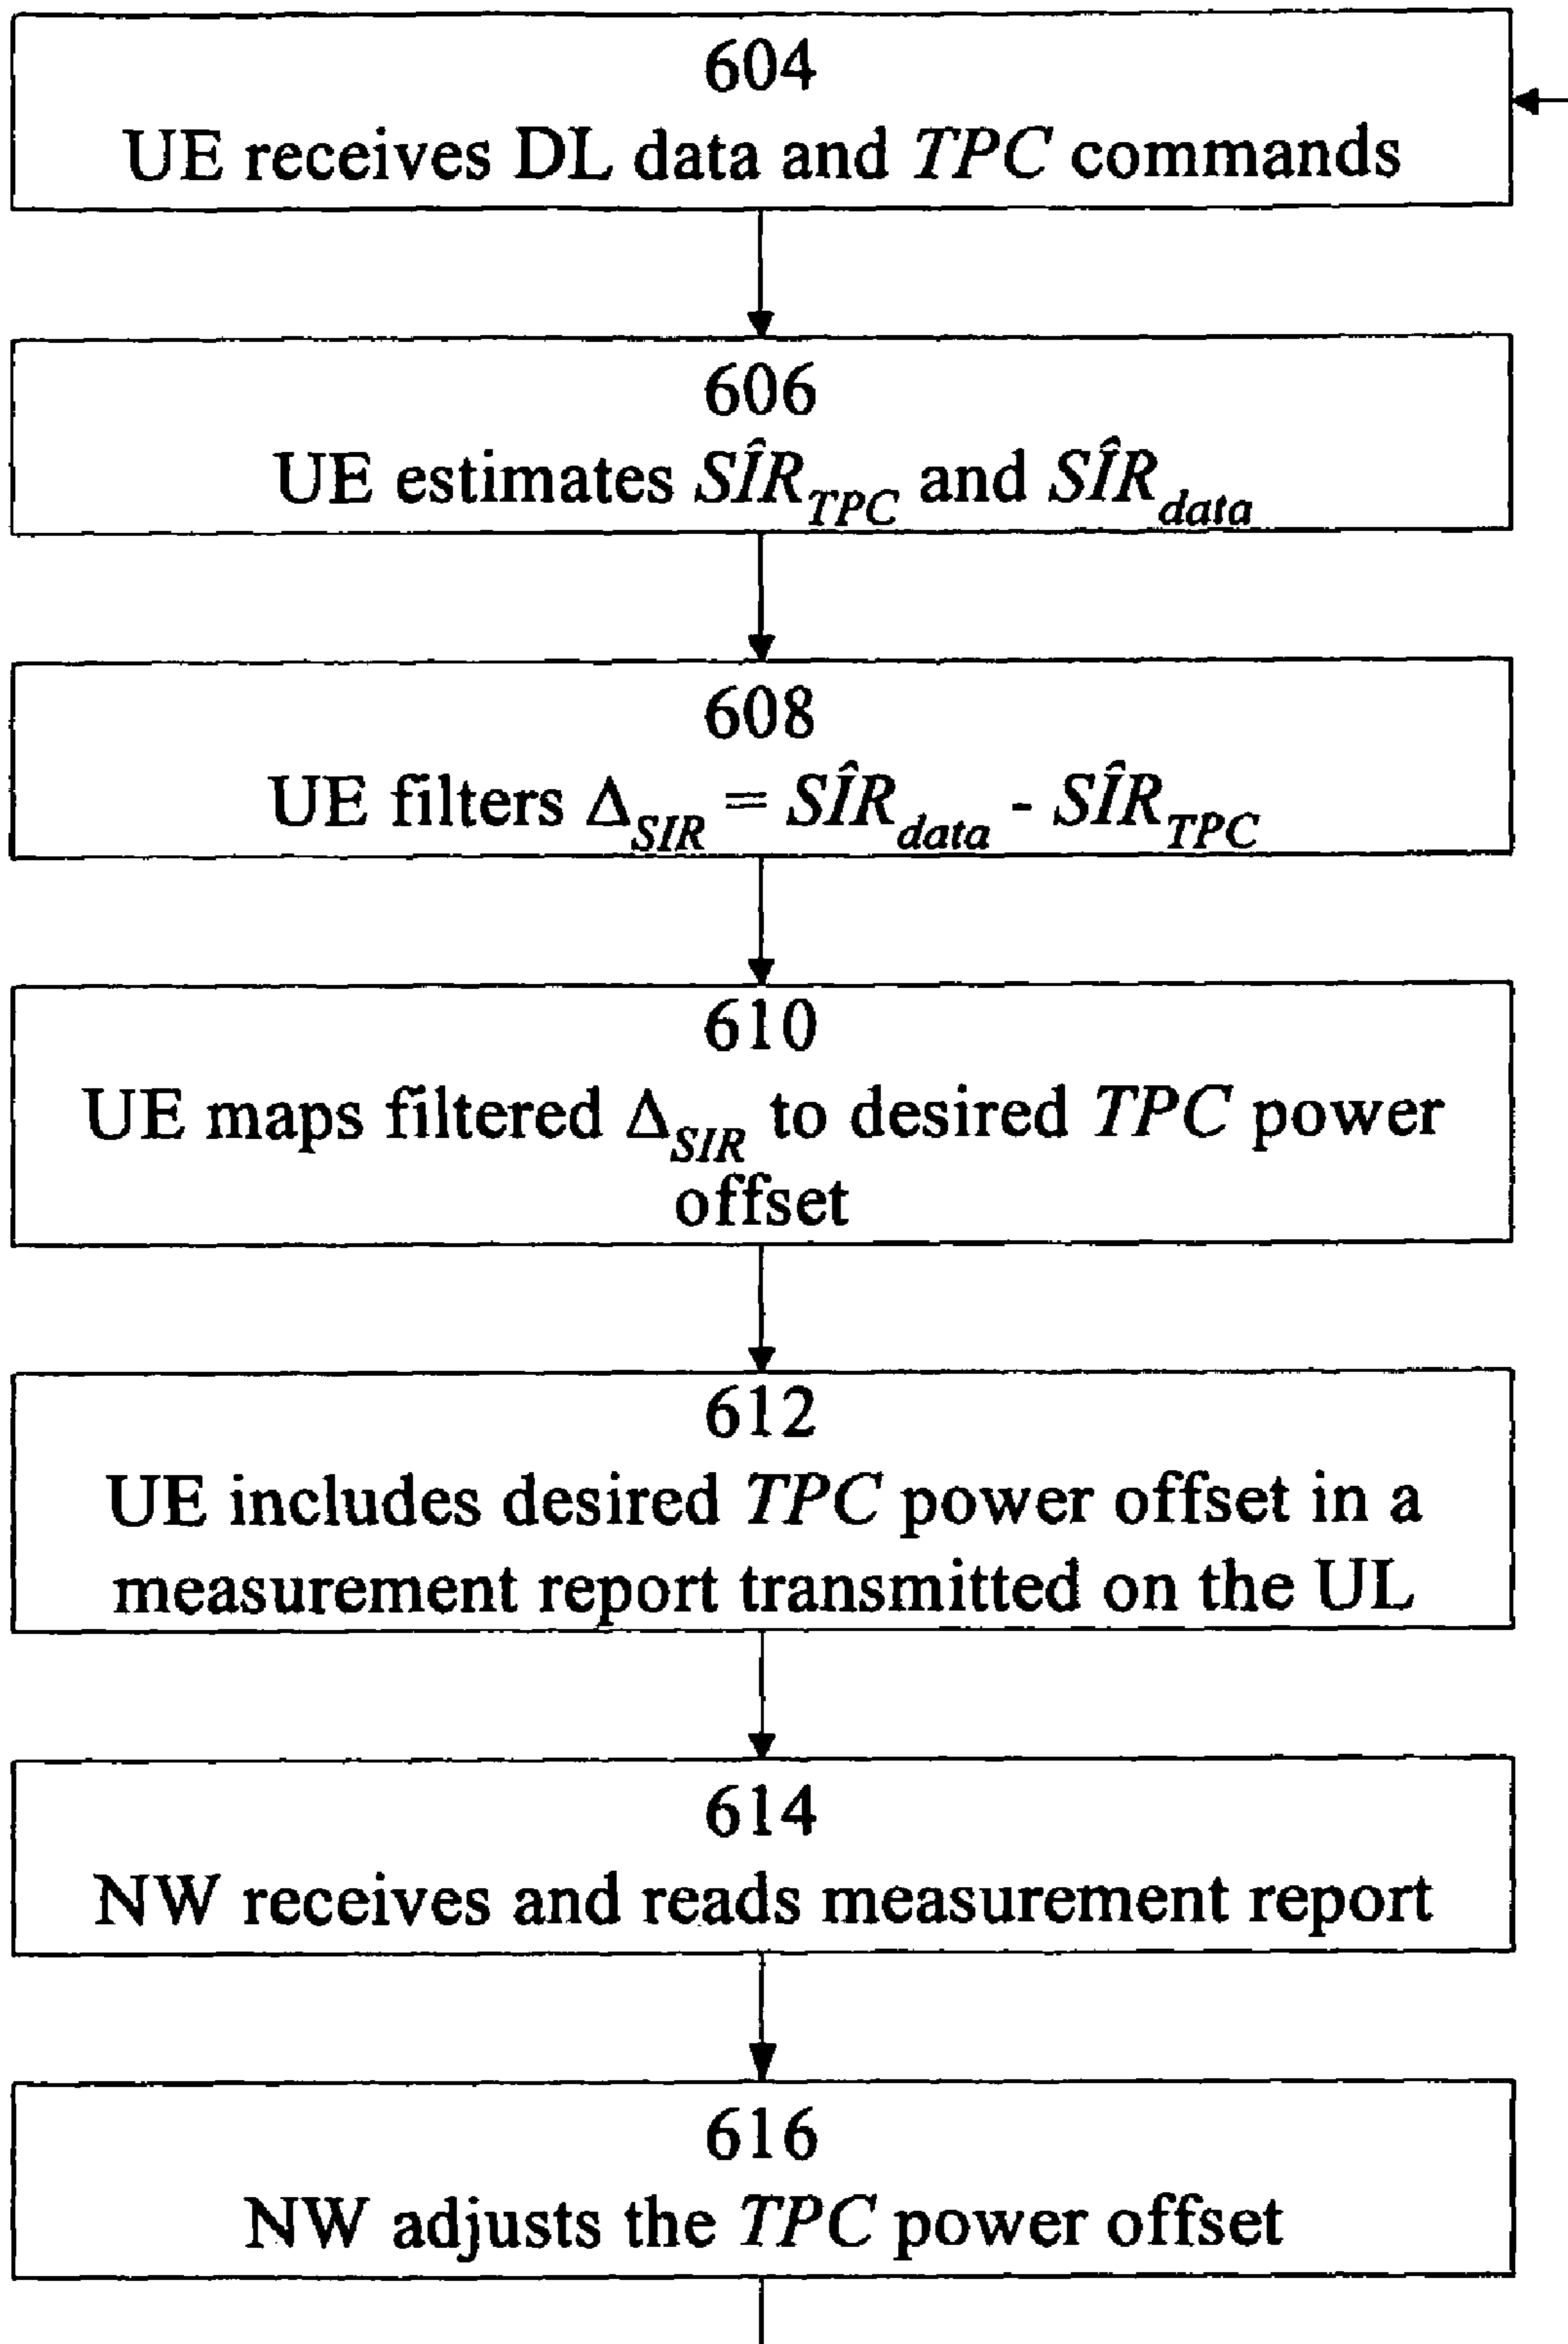 604
UE receives DL data and TPC commands
606
UE estimates SÎR_TPC and SÎR_data
608
UE filters Δ_SIR = SÎR_data - SÎR_TPC
610
UE maps filtered Δ_SIR to desired TPC power
offset
612
UE includes desired TPC power offset in a
measurement report transmitted on the UL
614
NW receives and reads measurement report
616
NW adjusts the TPC power offset